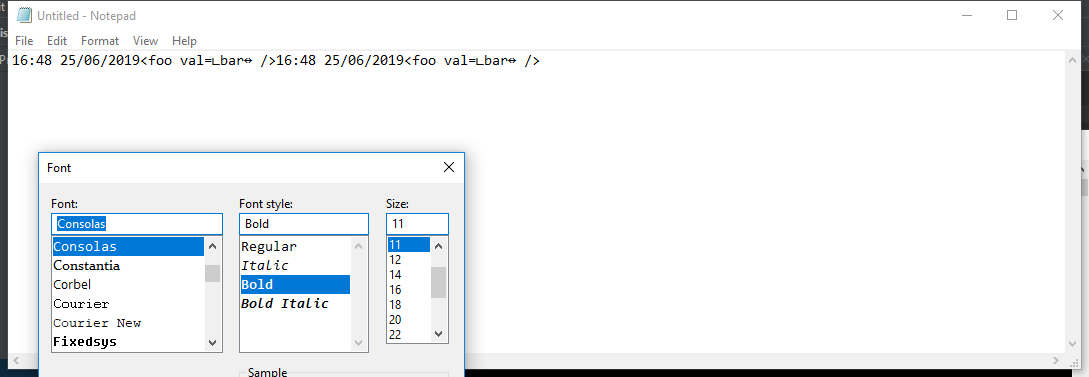 Untitled - Notepad
File Edit Format View Help
16:48 25/06/2019<foo val=∟bar↔ />16:48 25/06/2019<foo val=∟bar↔ />
Font
Font: Font style: Size:
Consolas Bold 11
Consolas Regular 11
Constantia Italic 12
Corbel Bold 14
Courier Bold Italic 16
Courier New 18
Fixedsys 20
22
Sample